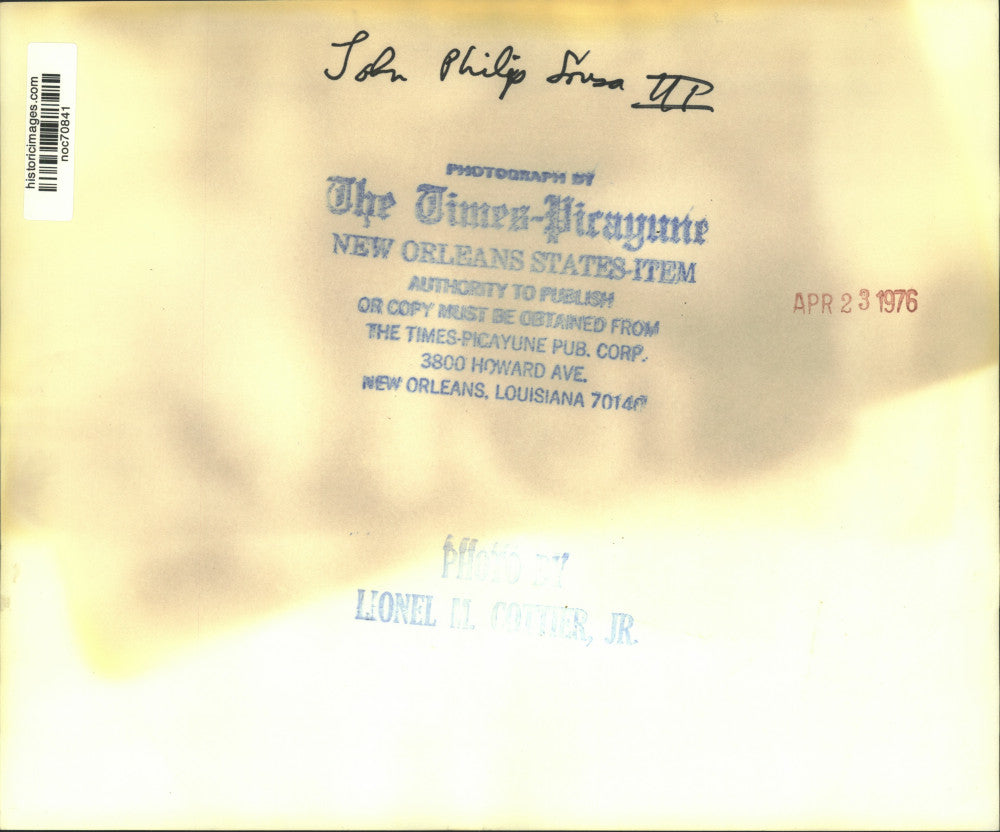 John Philip Sousa
historicimages.com
noc70841
PHOTOGRAPH BY
The Times-Picayune
NEW ORLEANS STATES-ITEM
AUTHORITY TO PUBLISH
OR COPY MUST BE OBTAINED FROM
THE TIMES-PICAYUNE PUB. CORP.
3800 HOWARD AVE.
NEW ORLEANS, LOUISIANA 70140
APR 23 1976
PHOTO BY
LIONEL M. COTTIER, JR.